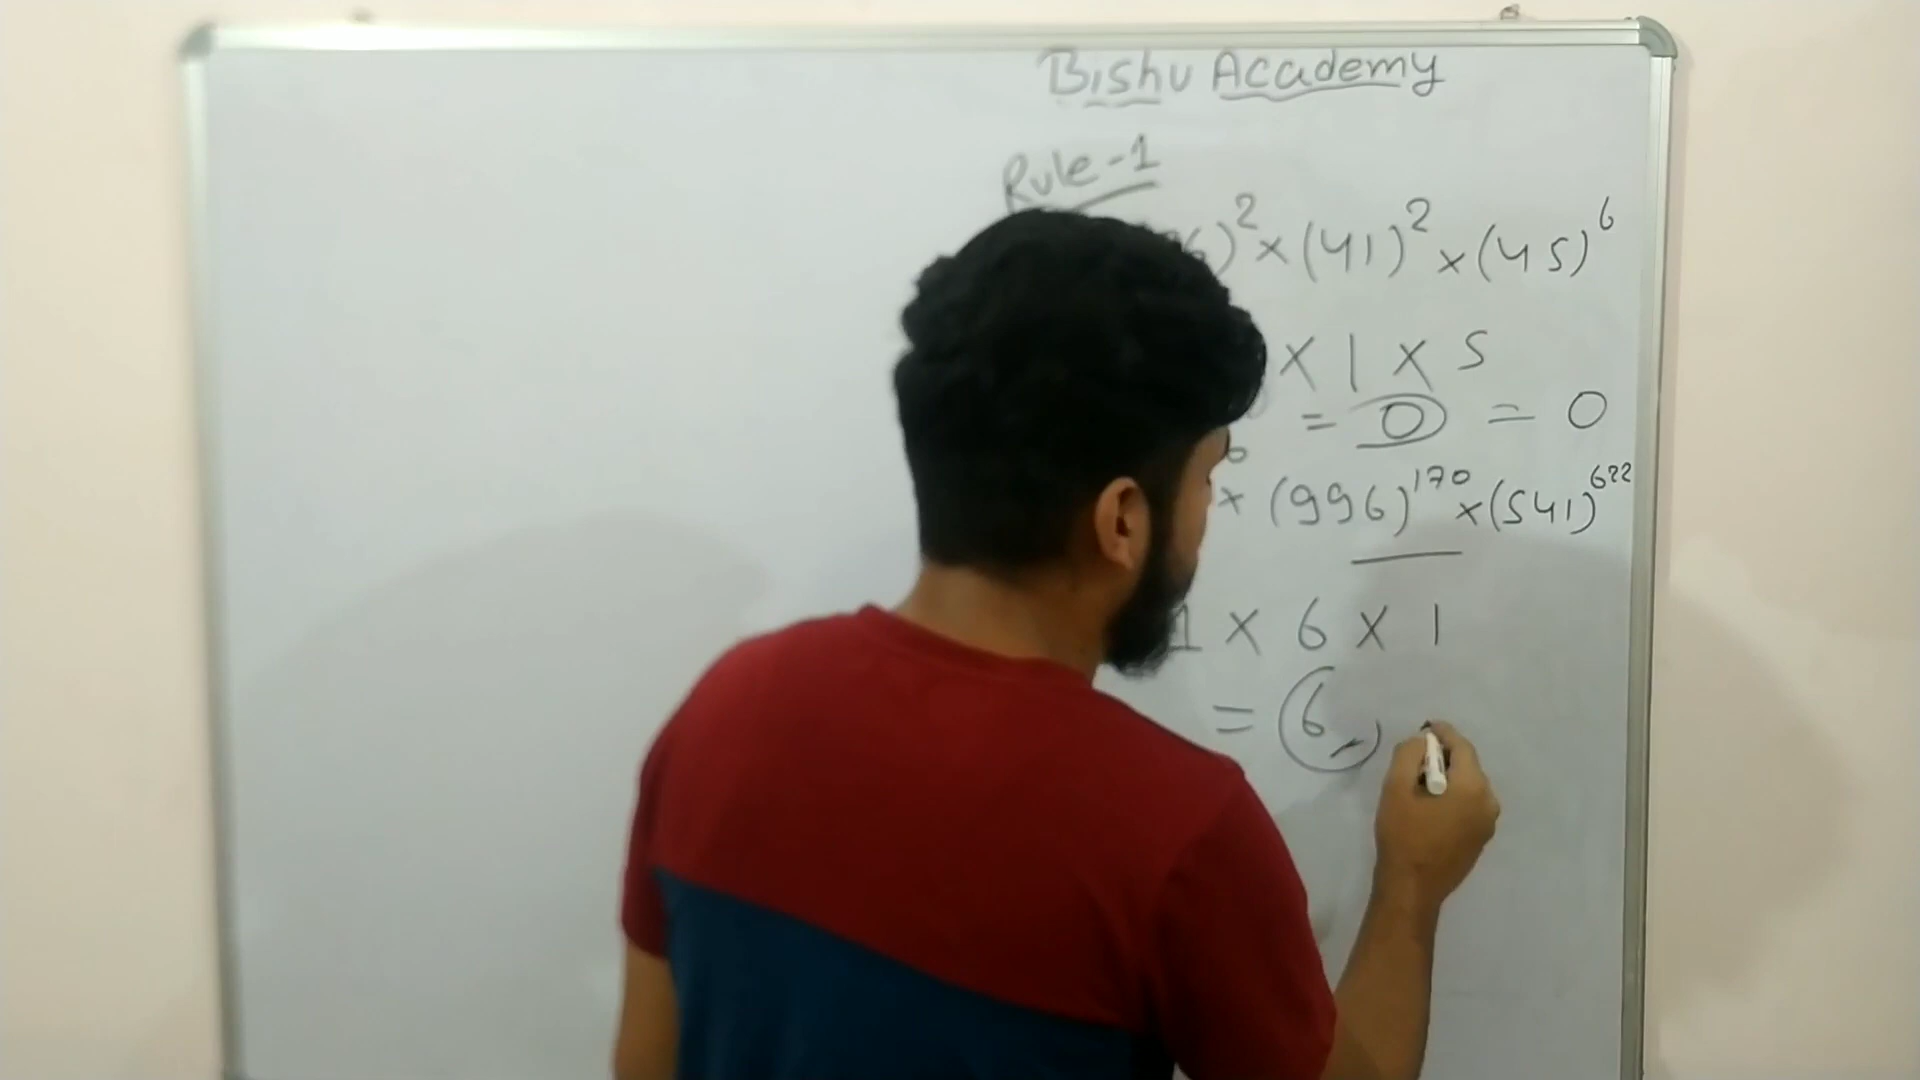 Bishu Academy
Rule-1
6)² × (41)² × (45)⁶
× 1 × 5
= 0 = 0
× (996)¹⁷⁰ × (541)⁶²²
1 × 6 × 1
= 6